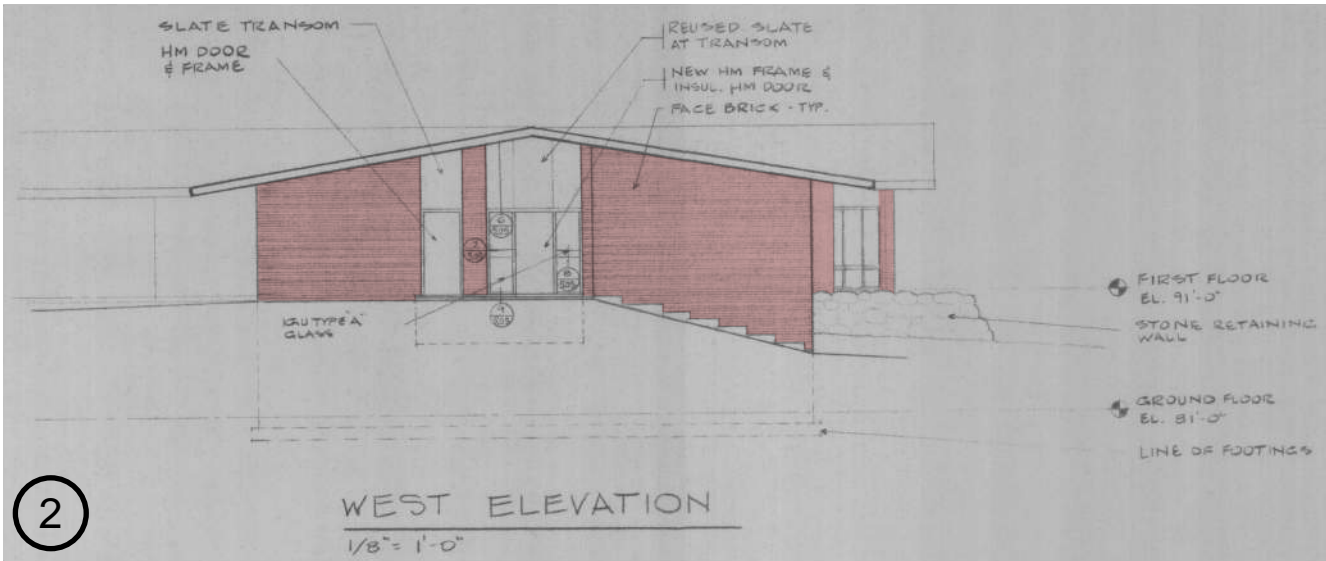 SLATE TRANSOM
HM DOOR
& FRAME
REUSED SLATE
AT TRANSOM
NEW HM FRAME &
INSUL. HM DOOR
FACE BRICK - TYP.
IGU TYPE "A"
GLASS
FIRST FLOOR
EL. 91'-0"
STONE RETAINING
WALL
GROUND FLOOR
EL. 81'-0"
LINE OF FOOTINGS
2
WEST ELEVATION
1/8" = 1'-0"